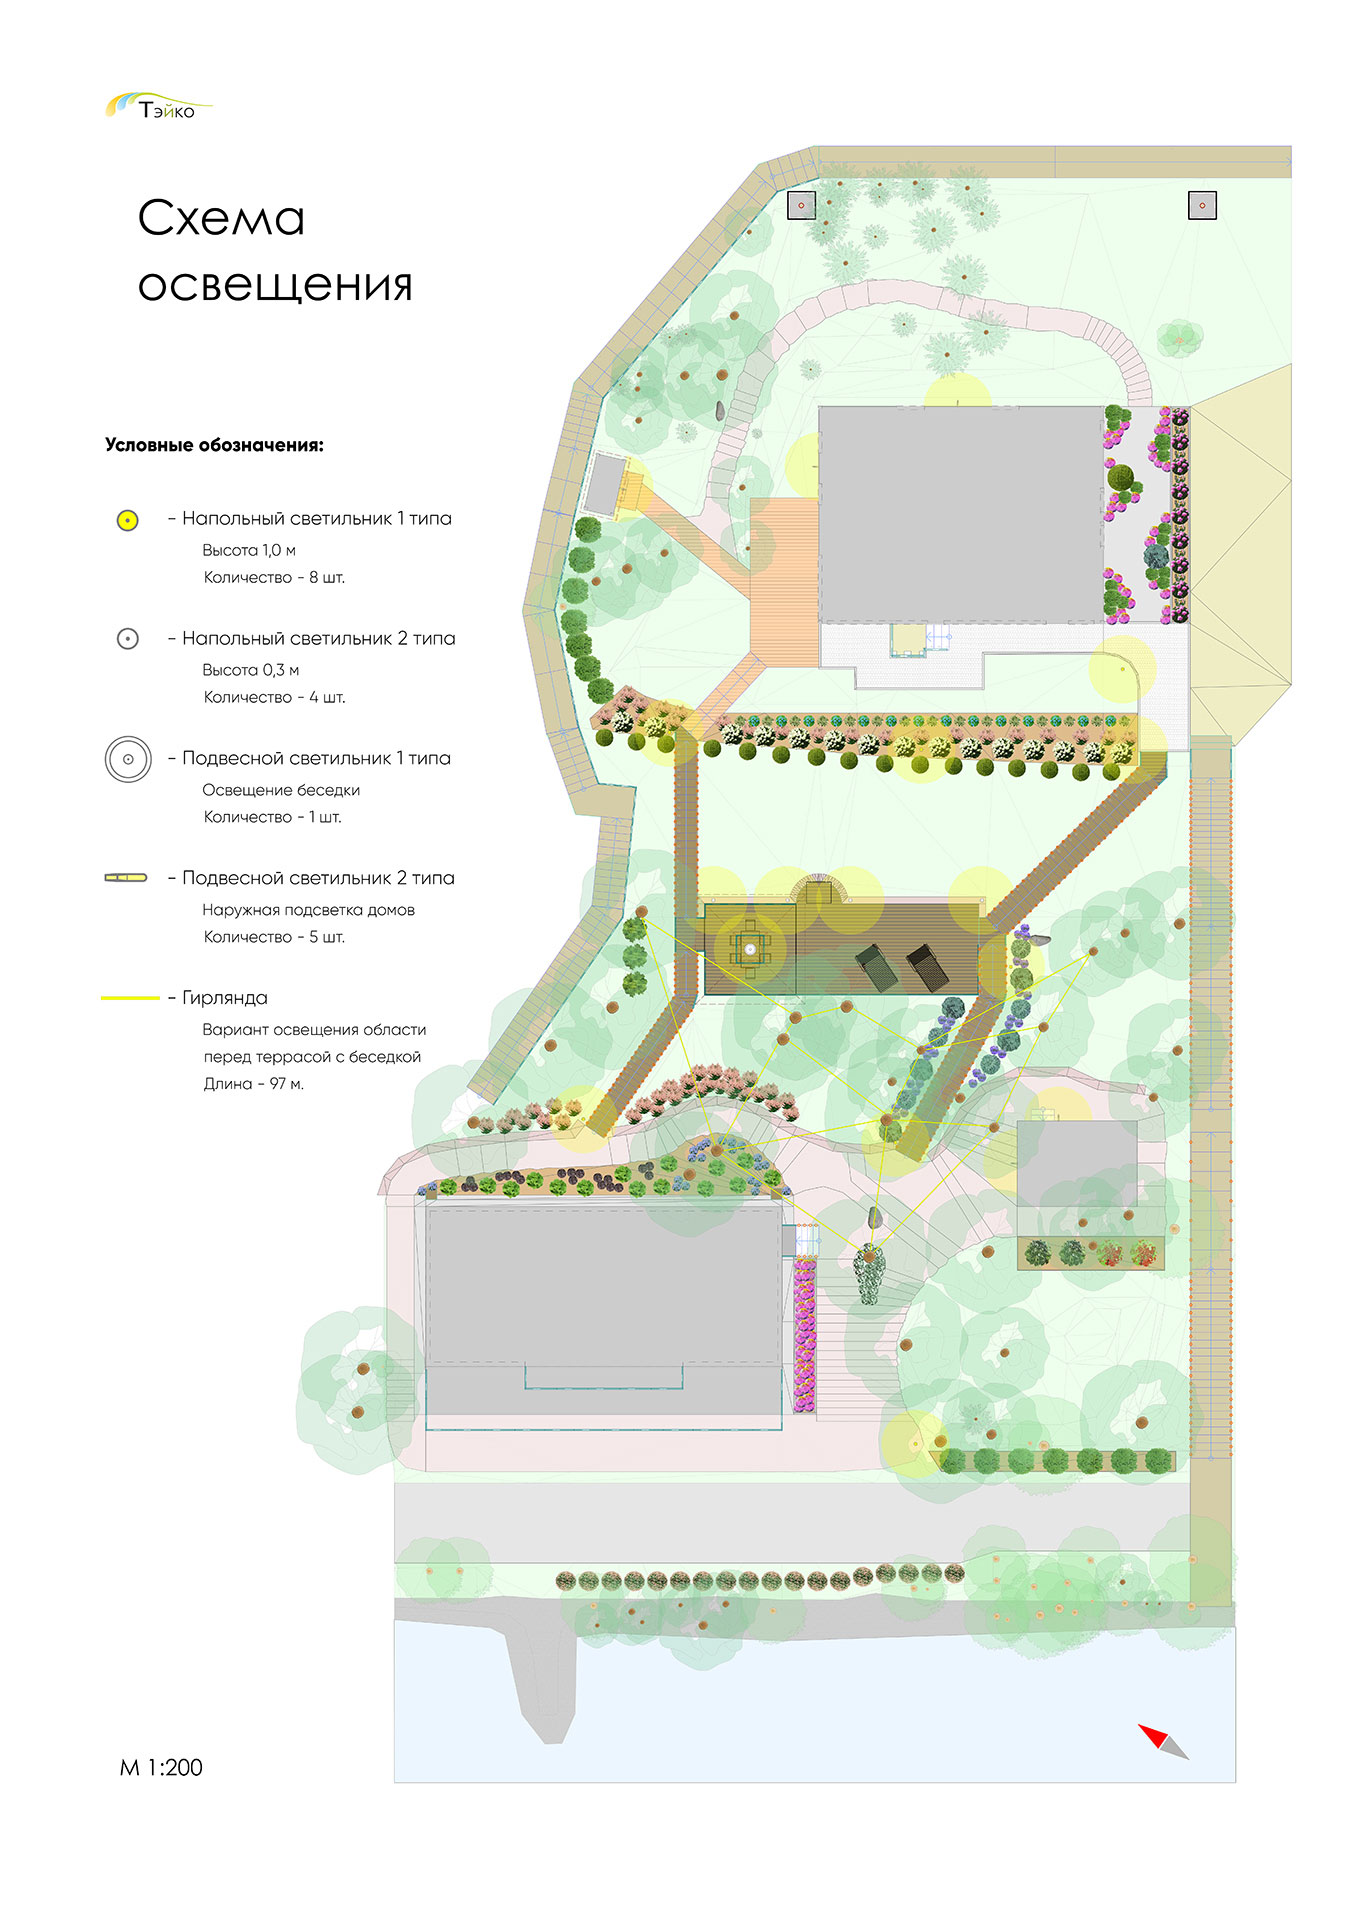 Тэйко
Схема
освещения
Условные обозначения:
- Напольный светильник 1 типа
Высота 1,0 м
Количество - 8 шт.
- Напольный светильник 2 типа
Высота 0,3 м
Количество - 4 шт.
- Подвесной светильник 1 типа
Освещение беседки
Количество - 1 шт.
- Подвесной светильник 2 типа
Наружная подсветка домов
Количество - 5 шт.
- Гирлянда
Вариант освещения области
перед террасой с беседкой
Длина - 97 м.
М 1:200